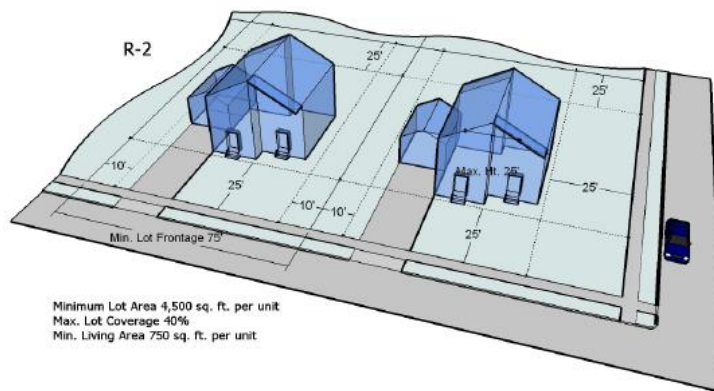 R-2
25'
25'
Max. Ht. 25'
10'
25'
25'
10'
10'
25'
Min. Lot Frontage 75'
Minimum Lot Area 4,500 sq. ft. per unit
Max. Lot Coverage 40%
Min. Living Area 750 sq. ft. per unit